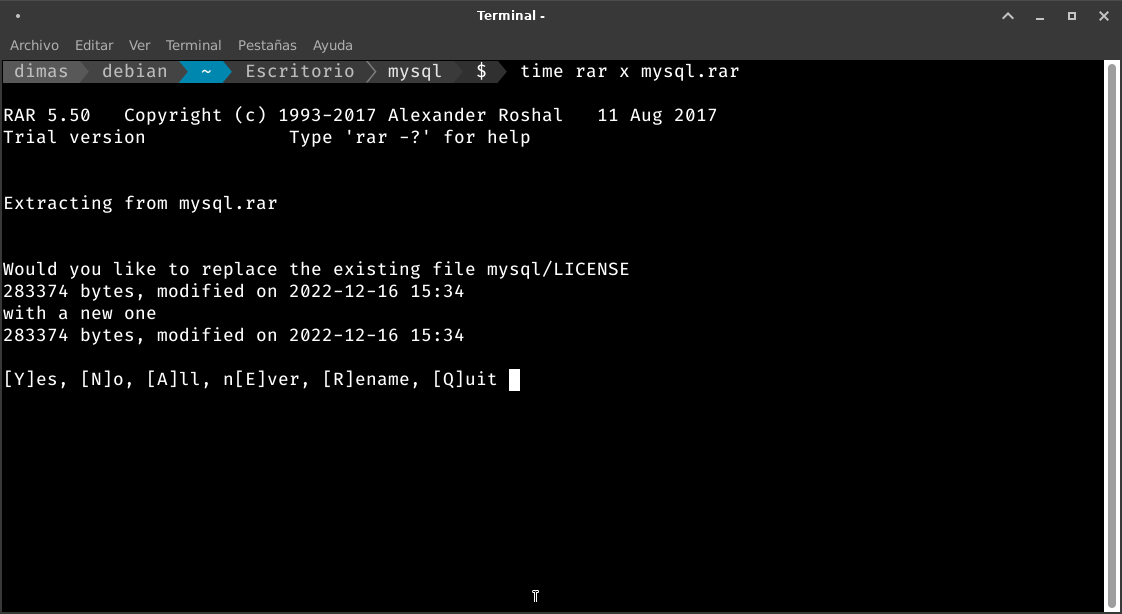 Terminal -
Archivo Editar Ver Terminal Pestañas Ayuda
dimas debian ~ Escritorio mysql $ time rar x mysql.rar
RAR 5.50 Copyright (c) 1993-2017 Alexander Roshal 11 Aug 2017
Trial version Type 'rar -?' for help
Extracting from mysql.rar
Would you like to replace the existing file mysql/LICENSE
283374 bytes, modified on 2022-12-16 15:34
with a new one
283374 bytes, modified on 2022-12-16 15:34
[Y]es, [N]o, [A]ll, n[E]ver, [R]ename, [Q]uit